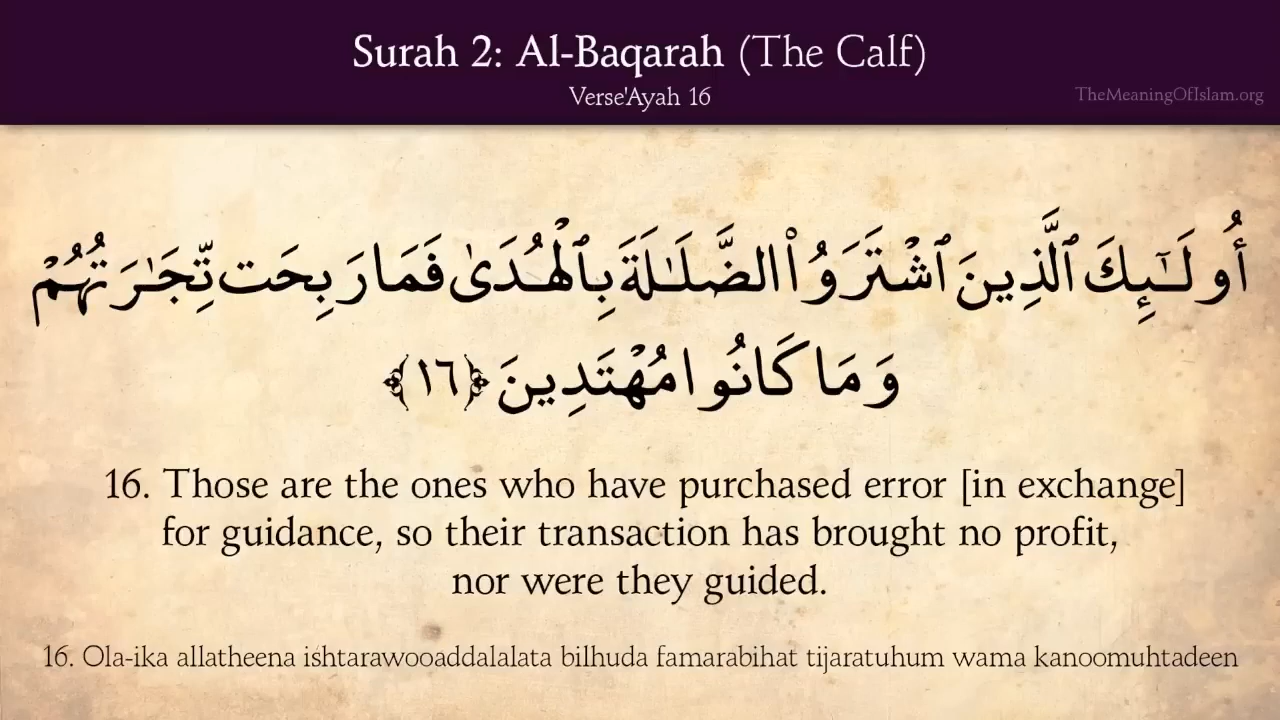 Surah 2: Al-Baqarah (The Calf)
Verse'Ayah 16
TheMeaningOfIslam.org
أُو۟لَـٰٓئِكَ ٱلَّذِينَ ٱشْتَرَوُا۟ الضَّلَـٰلَةَ بِٱلْهُدَىٰ فَمَا رَبِحَت تِّجَـٰرَتُهُمْ
وَمَا كَانُوا مُهْتَدِينَ ﴿١٦﴾
16. Those are the ones who have purchased error [in exchange]
for guidance, so their transaction has brought no profit,
nor were they guided.
16. Ola-ika allatheena ishtarawooaddalalata bilhuda famarabihat tijaratuhum wama kanoomuhtadeen